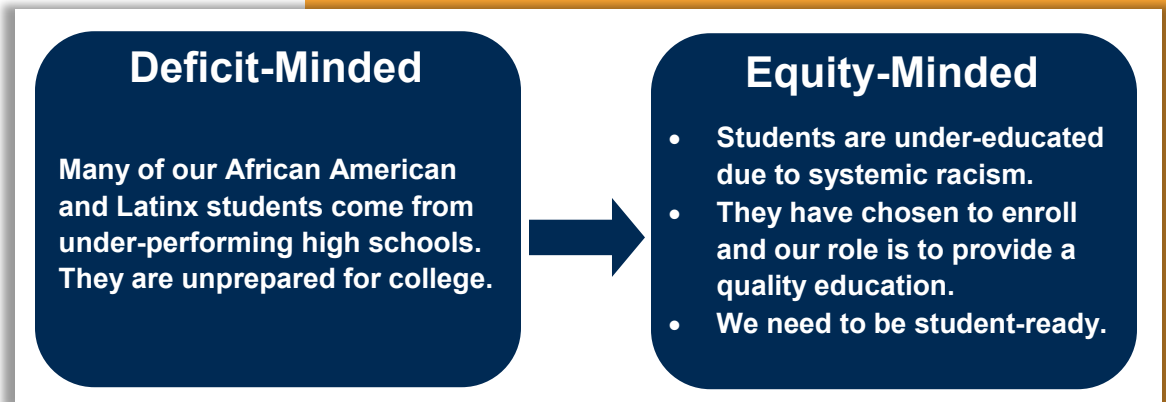 Deficit-Minded
Many of our African American
and Latinx students come from
under-performing high schools.
They are unprepared for college.
Equity-Minded
• Students are under-educated
due to systemic racism.
• They have chosen to enroll
and our role is to provide a
quality education.
• We need to be student-ready.